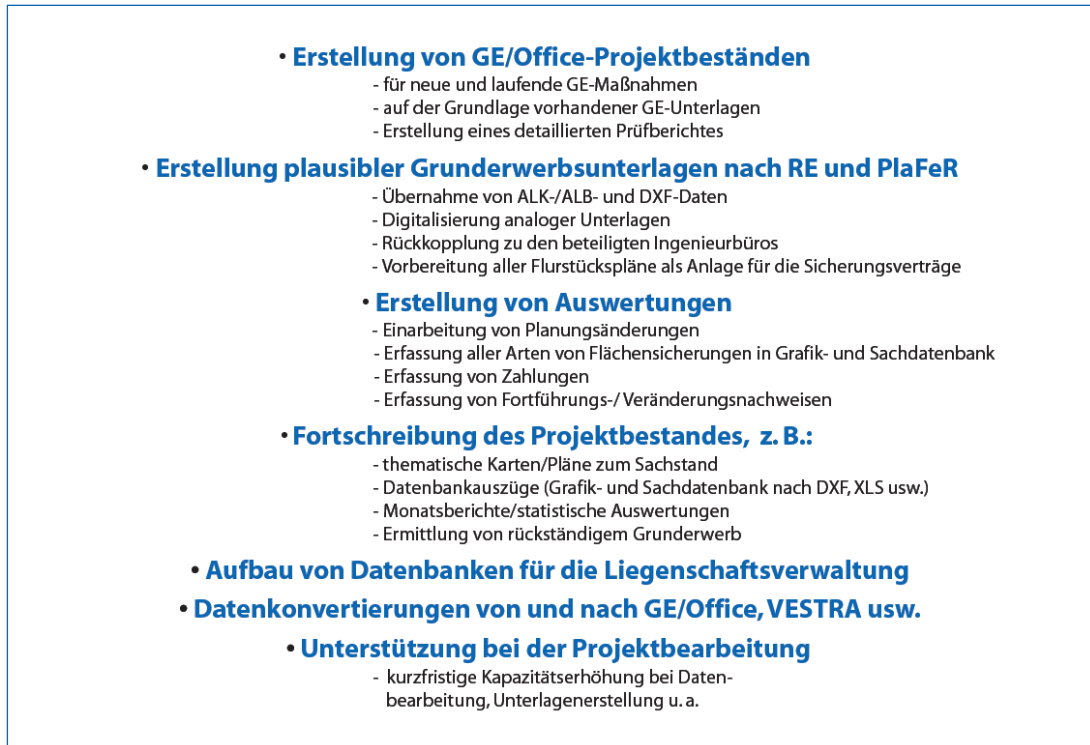 • Erstellung von GE/Office-Projektbeständen
- für neue und laufende GE-Maßnahmen
- auf der Grundlage vorhandener GE-Unterlagen
- Erstellung eines detaillierten Prüfberichtes
• Erstellung plausibler Grunderwerbsunterlagen nach RE und PlaFeR
- Übernahme von ALK-/ALB- und DXF-Daten
- Digitalisierung analoger Unterlagen
- Rückkopplung zu den beteiligten Ingenieurbüros
- Vorbereitung aller Flurstückspläne als Anlage für die Sicherungsverträge
• Erstellung von Auswertungen
- Einarbeitung von Planungsänderungen
- Erfassung aller Arten von Flächensicherungen in Grafik- und Sachdatenbank
- Erfassung von Zahlungen
- Erfassung von Fortführungs-/ Veränderungsnachweisen
• Fortschreibung des Projektbestandes, z. B.:
- thematische Karten/Pläne zum Sachstand
- Datenbankauszüge (Grafik- und Sachdatenbank nach DXF, XLS usw.)
- Monatsberichte/statistische Auswertungen
- Ermittlung von rückständigem Grunderwerb
• Aufbau von Datenbanken für die Liegenschaftsverwaltung
• Datenkonvertierungen von und nach GE/Office, VESTRA usw.
• Unterstützung bei der Projektbearbeitung
- kurzfristige Kapazitätserhöhung bei Daten-
bearbeitung, Unterlagenerstellung u. a.